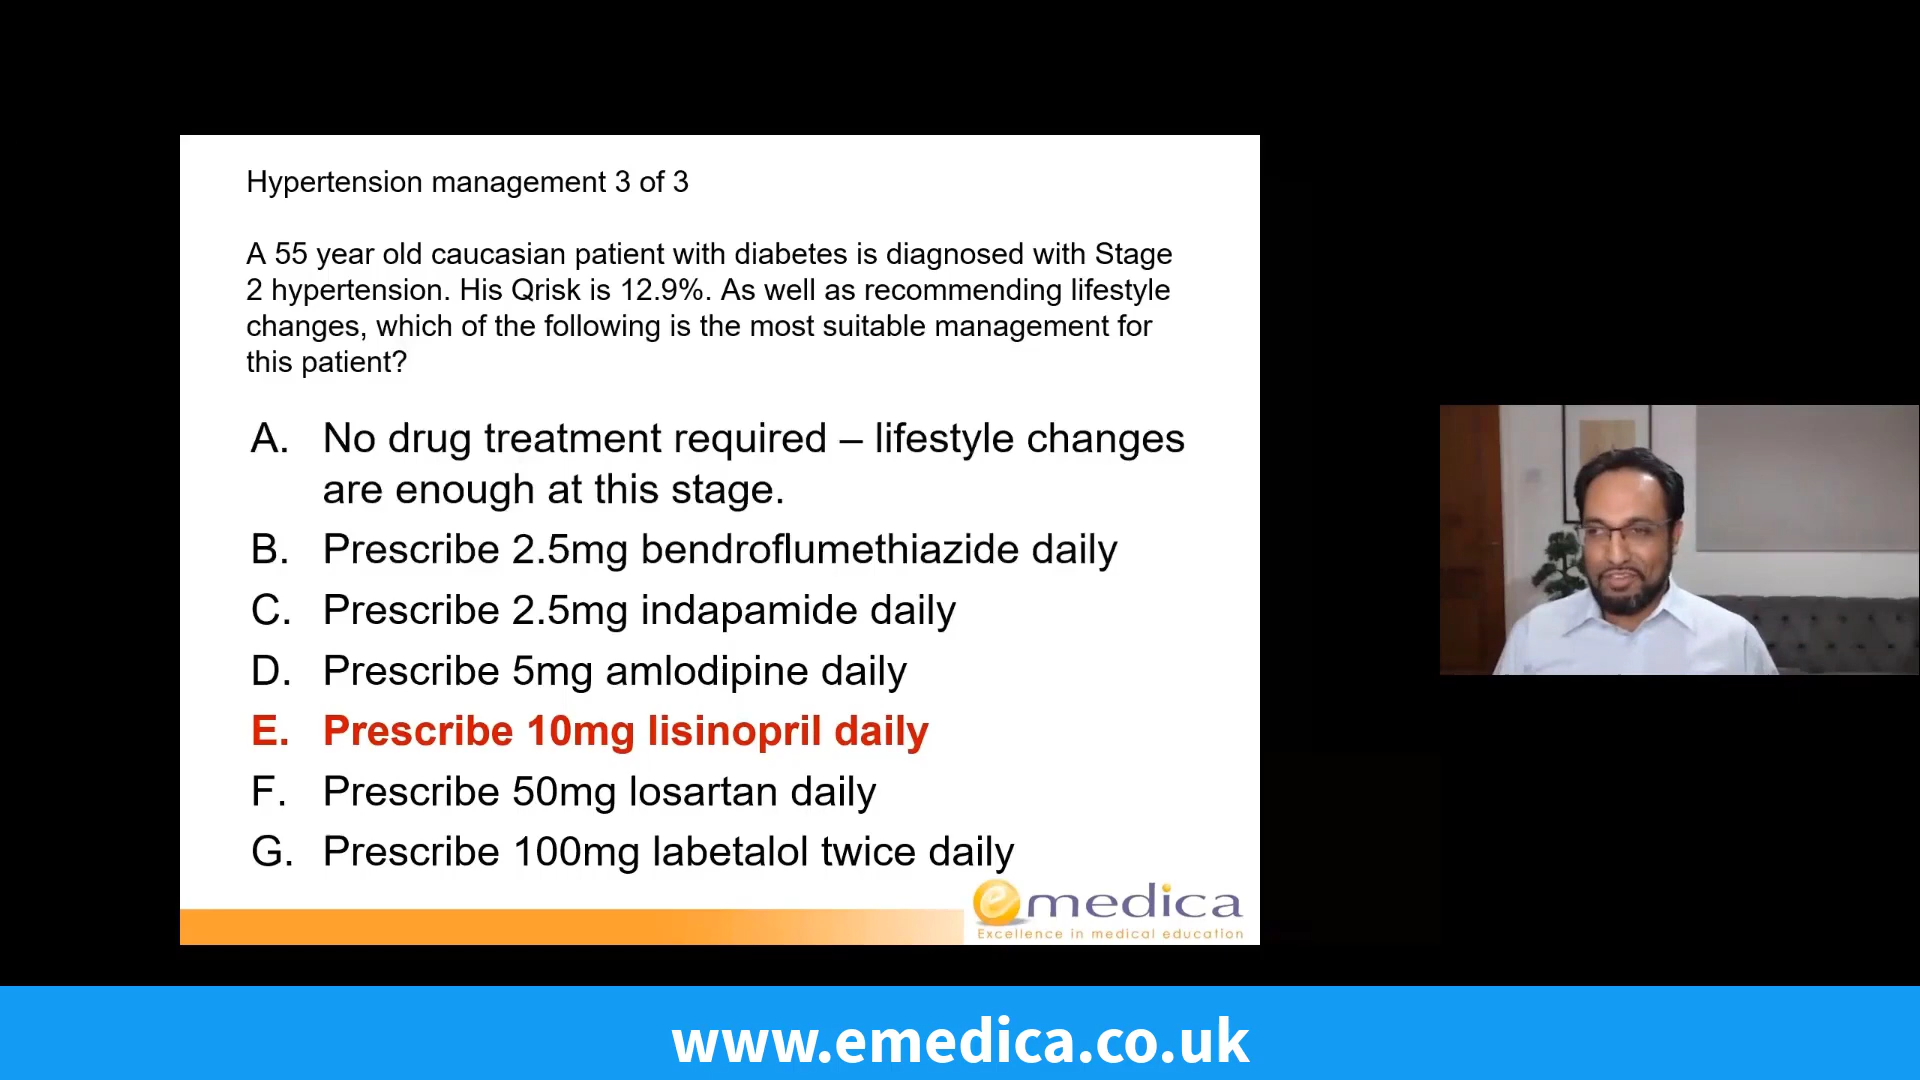 Hypertension management 3 of 3
A 55 year old caucasian patient with diabetes is diagnosed with Stage
2 hypertension. His Qrisk is 12.9%. As well as recommending lifestyle
changes, which of the following is the most suitable management for
this patient?
A. No drug treatment required – lifestyle changes
are enough at this stage.
B. Prescribe 2.5mg bendroflumethiazide daily
C. Prescribe 2.5mg indapamide daily
D. Prescribe 5mg amlodipine daily
E. Prescribe 10mg lisinopril daily
F. Prescribe 50mg losartan daily
G. Prescribe 100mg labetalol twice daily
emedica
Excellence in medical education
www.emedica.co.uk